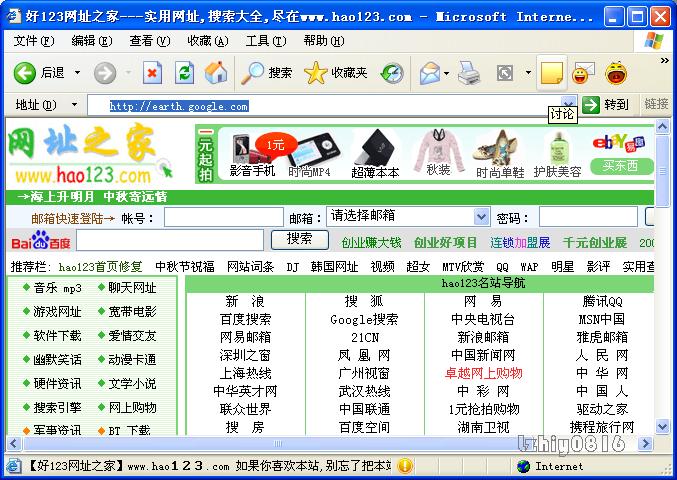 好123网址之家---实用网址,搜索大全,尽在www.hao123.com - Microsoft Interne...
文件(F) 编辑(E) 查看(V) 收藏(A) 工具(T) 帮助(H)
后退 搜索 收藏夹
地址(D) http://earth.google.com 转到 链接
讨论
网址之家
www.hao123.com
一元起拍
1元
影音手机 时尚MP4 超薄本本 秋装 时尚单鞋 护肤美容
ebay易趣
买东西
→海上升明月 中秋寄远情
邮箱快速登陆→ 帐号： 邮箱：请选择邮箱 密码：
Bai百度 搜索 创业赚大钱 创业好项目 连锁加盟展 千元创业展 200
推荐栏: hao123首页修复 中秋节祝福 网站词条 DJ 韩国网址 视频 超女 MTV欣赏 QQ WAP 明星 影评 实用查
hao123名站导航
◆音乐 mp3 ◆聊天网址
◆游戏网址 ◆宽带电影
◆软件下载 ◆爱情交友
◆幽默笑话 ◆动漫卡通
◆硬件资讯 ◆文学小说
◆搜索引擎 ◆网上购物
◆军事资讯 ◆BT 下载
新 浪 搜 狐 网 易 腾讯QQ
百度搜索 Google搜索 中央电视台 MSN中国
网易邮箱 21CN 新浪邮箱 雅虎邮箱
深圳之窗 凤 凰 网 中国新闻网 人 民 网
上海热线 广州视窗 卓越网上购物 中 华 网
中华英才网 武汉热线 中 彩 网 中 国 人
联众世界 中国联通 1元抢拍购物 驱动之家
搜 房 百度空间 湖南卫视 携程旅行网
lzhiy0816
【好123网址之家】www.hao123.com 如果你喜欢本站,别忘了把本站 Internet